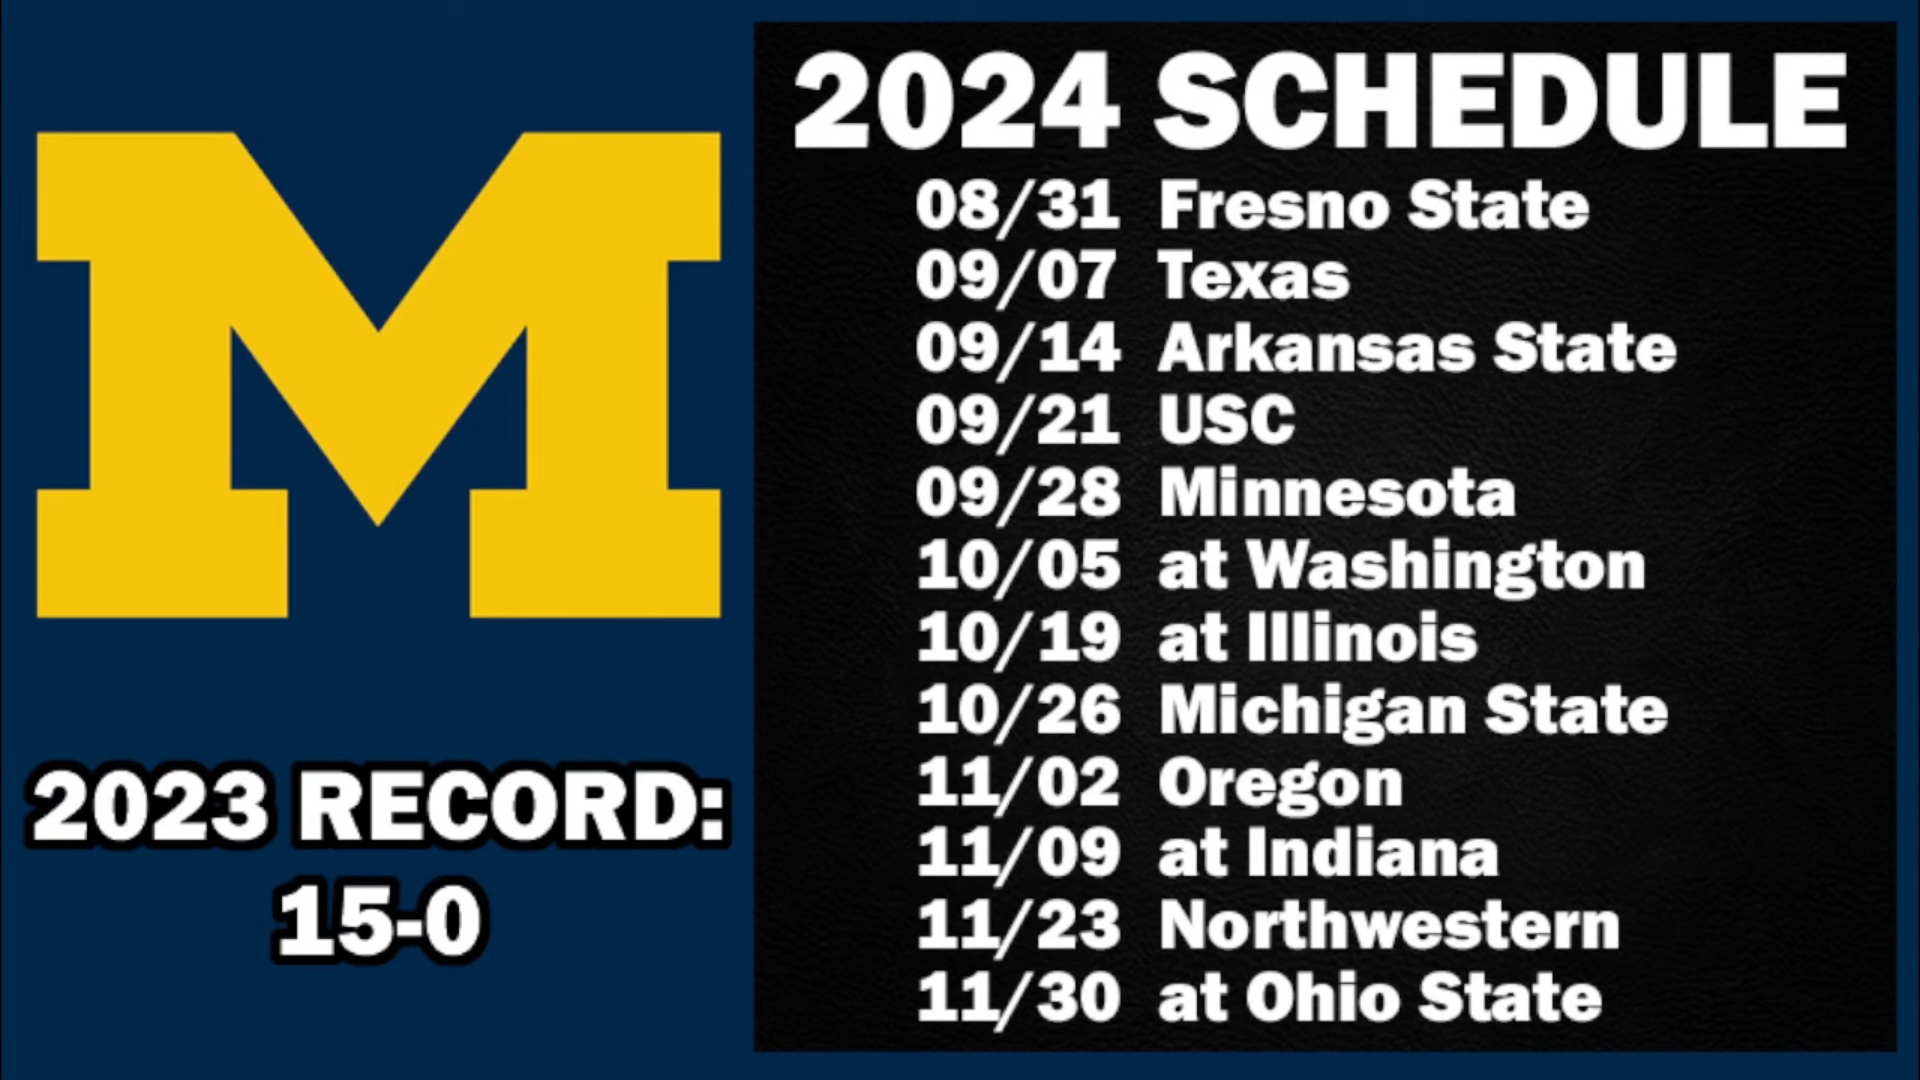 M
2023 RECORD:
15-0
2024 SCHEDULE
08/31 Fresno State
09/07 Texas
09/14 Arkansas State
09/21 USC
09/28 Minnesota
10/05 at Washington
10/19 at Illinois
10/26 Michigan State
11/02 Oregon
11/09 at Indiana
11/23 Northwestern
11/30 at Ohio State